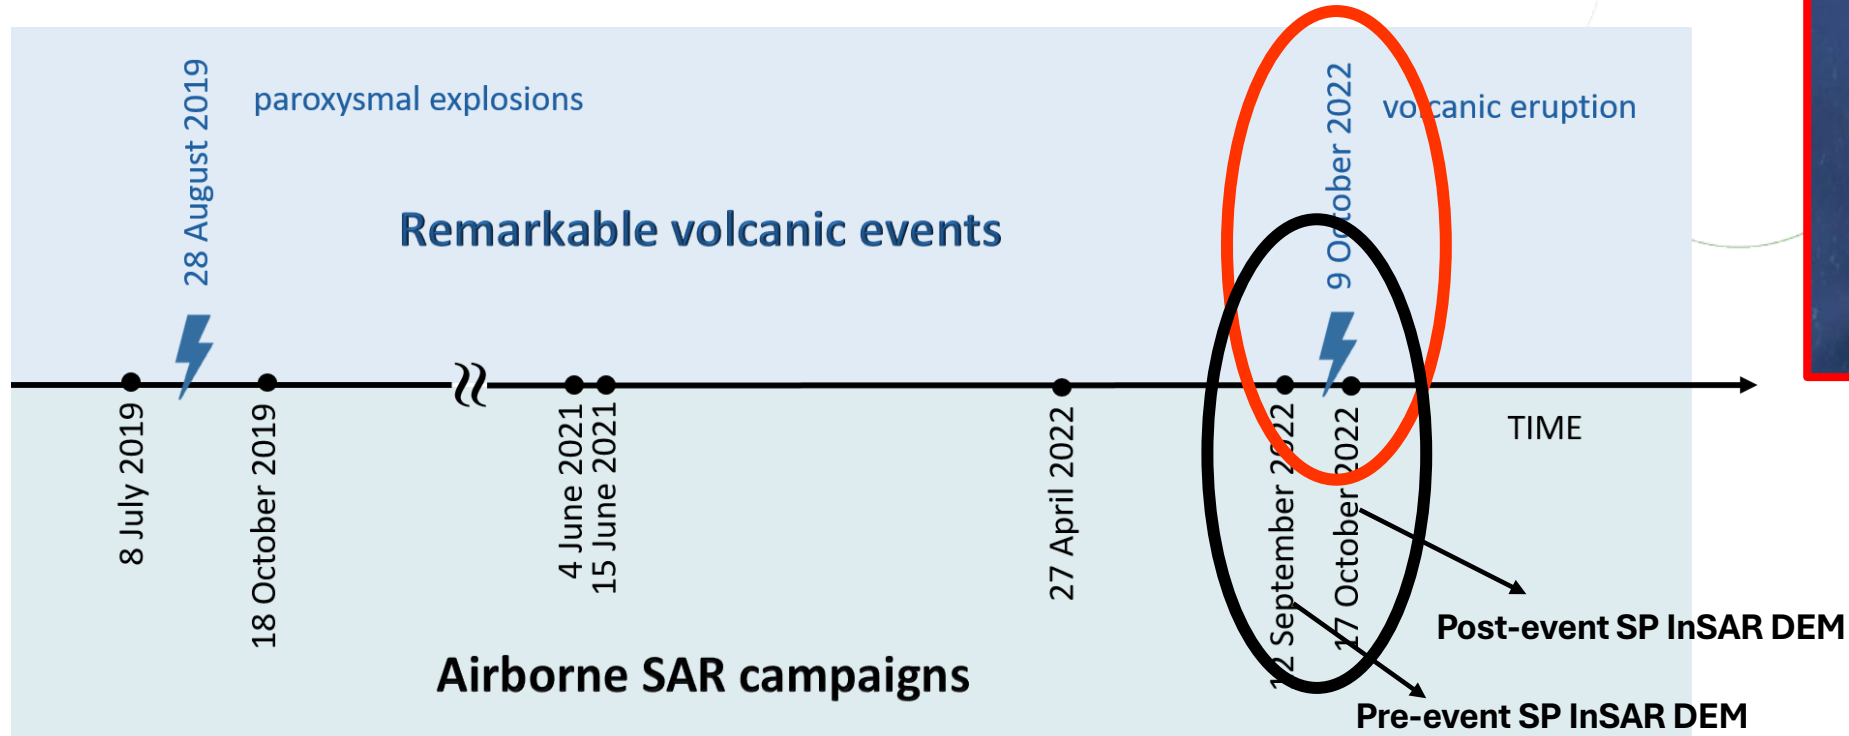 28 August 2019
paroxysmal explosions
9 October 2022
volcanic eruption
Remarkable volcanic events
8 July 2019
18 October 2019
4 June 2021
15 June 2021
27 April 2022
12 September 2022
17 October 2022
TIME
Post-event SP InSAR DEM
Airborne SAR campaigns
Pre-event SP InSAR DEM